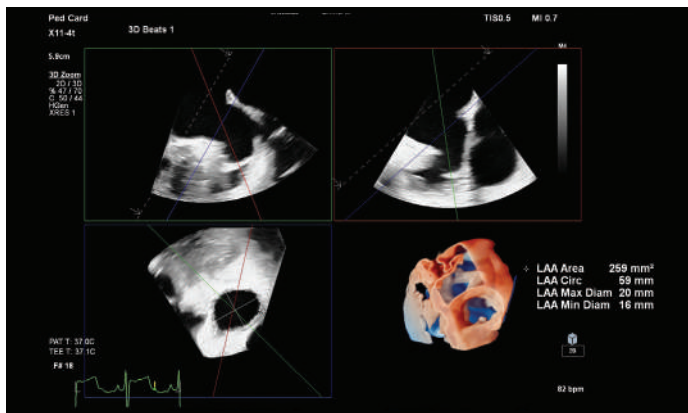 Ped Card
X11-4t
3D Beats 1
TIS0.5 MI 0.7
5.9cm
M4
3D Zoom
2D / 3D
% 47 / 70
C 50 / 44
HGen
XRES 1
LAA Area 259 mm²
LAA Circ 59 mm
LAA Max Diam 20 mm
LAA Min Diam 16 mm
PAT T: 37.0C
TEE T: 37.1C
F# 18
82 bpm